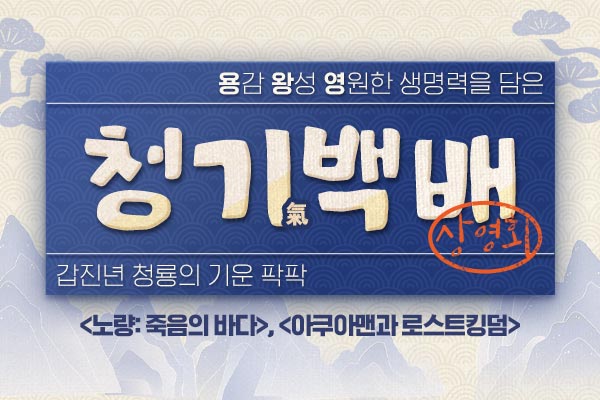 용감 왕성 영원한 생명력을 담은
청기백배
氣
상영회
갑진년 청룡의 기운 팍팍
<노량: 죽음의 바다>, <아쿠아맨과 로스트킹덤>